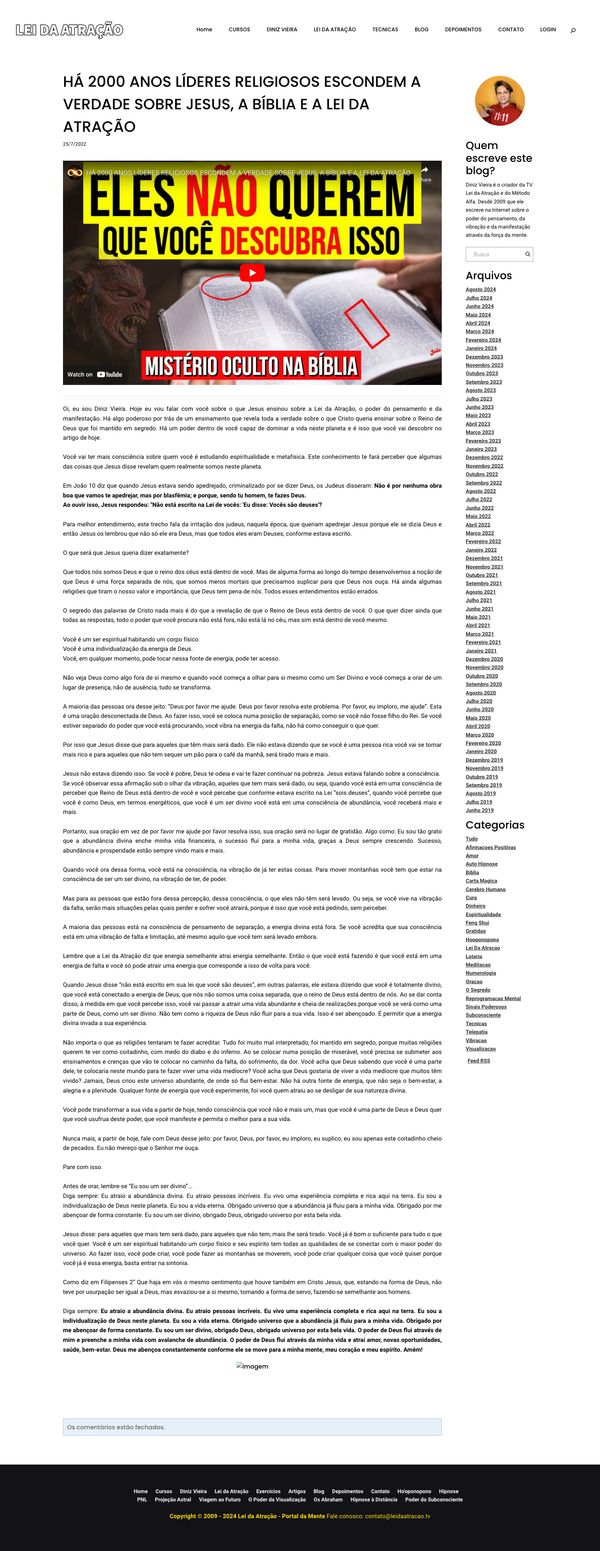 LEI DA ATRAÇÃO
Home CURSOS DINIZ VIEIRA LEI DA ATRAÇÃO TECNICAS BLOG DEPOIMENTOS CONTATO LOGIN
HÁ 2000 ANOS LÍDERES RELIGIOSOS ESCONDEM A
VERDADE SOBRE JESUS, A BÍBLIA E A LEI DA
ATRAÇÃO
25/7/2022
HÁ 2000 ANOS LÍDERES RELIGIOSOS ESCONDEM A VERDADE SOBRE JESUS, A BÍBLIA E A LEI DA ATRAÇÃO
Share
ELES NÃO QUEREM
QUE VOCÊ DESCUBRA ISSO
MISTÉRIO OCULTO NA BÍBLIA
Watch on YouTube
Oi, eu sou Diniz Vieira. Hoje eu vou falar com você sobre o que Jesus ensinou sobre a Lei da Atração, o poder do pensamento e da
manifestação. Há algo poderoso por trás de um ensinamento que revela toda a verdade sobre o que Cristo queria ensinar sobre o Reino de
Deus que foi mantido em segredo. Há um poder dentro de você capaz de dominar a vida neste planeta e é isso que você vai descobrir no
artigo de hoje.
Você vai ter mais consciência sobre quem você é estudando espiritualidade e metafísica. Este conhecimento te fará perceber que algumas
das coisas que Jesus disse revelam quem realmente somos neste planeta.
Em João 10 diz que quando Jesus estava sendo apedrejado, criminalizado por se dizer Deus, os Judeus disseram: Não é por nenhuma obra
boa que vamos te apedrejar, mas por blasfêmia; e porque, sendo tu homem, te fazes Deus.
Ao ouvir isso, Jesus respondeu: "Não está escrito na Lei de vocês: 'Eu disse: Vocês são deuses'?
Para melhor entendimento, este trecho fala da irritação dos judeus, naquela época, que queriam apedrejar Jesus porque ele se dizia Deus e
então Jesus os lembrou que não só ele era Deus, mas que todos eles eram Deuses, conforme estava escrito.
O que será que Jesus queria dizer exatamente?
Que todos nós somos Deus e que o reino dos céus está dentro de você. Mas de alguma forma ao longo do tempo desenvolvemos a noção de
que Deus é uma força separada de nós, que somos meros mortais que precisamos suplicar para que Deus nos ouça. Há ainda algumas
religiões que tiram o nosso valor e importância, que Deus tem pena de nós. Todos esses entendimentos estão errados.
O segredo das palavras de Cristo nada mais é do que a revelação de que o Reino de Deus está dentro de você. O que quer dizer ainda que
todas as respostas, todo o poder que você procura não está fora, não está lá no céu, mas sim está dentro de você mesmo.
Você é um ser espiritual habitando um corpo físico.
Você é uma individualização da energia de Deus.
Você, em qualquer momento, pode tocar nessa fonte de energia, pode ter acesso.
Não veja Deus como algo fora de si mesmo e quando você começa a olhar para si mesmo como um Ser Divino e você começa a orar de um
lugar de presença, não de ausência, tudo se transforma.
A maioria das pessoas ora desse jeito: "Deus por favor me ajude. Deus por favor resolva este problema. Por favor, eu imploro, me ajude". Esta
é uma oração desconectada de Deus. Ao fazer isso, você se coloca numa posição de separação, como se você não fosse filho do Rei. Se você
estiver separado do poder que você está procurando, você vibra na energia da falta, não há como conseguir o que quer.
Por isso que Jesus disse que para aqueles que têm mais será dado. Ele não estava dizendo que se você é uma pessoa rica você vai se tornar
mais rico e para aqueles que não tem sequer um pão para o café da manhã, será tirado mais e mais.
Jesus não estava dizendo isso. Se você é pobre, Deus te odeia e vai te fazer continuar na pobreza. Jesus estava falando sobre a consciência.
Se você observar essa afirmação sob o olhar da vibração, aqueles que tem mais será dado, ou seja, quando você está em uma consciência de
perceber que Reino de Deus está dentro de você e você percebe que conforme estava escrito na Lei "sois deuses", quando você percebe que
você é como Deus, em termos energéticos, que você é um ser divino você está em uma consciência de abundância, você receberá mais e
mais.
Portanto, sua oração em vez de por favor me ajude por favor resolva isso, sua oração será no lugar de gratidão. Algo como: Eu sou tão grato
que a abundância divina enche minha vida financeira, o sucesso flui para a minha vida, graças a Deus sempre crescendo. Sucesso,
abundância e prosperidade estão sempre vindo mais e mais.
Quando você ora dessa forma, você está na consciência, na vibração de já ter estas coisas. Para mover montanhas você tem que estar na
consciência de ser um ser divino, na vibração de ter, de poder.
Mas para as pessoas que estão fora dessa percepção, dessa consciência, o que eles não têm será levado. Ou seja, se você vive na vibração
da falta, serão mais situações pelas quais perder e sofrer você atrairá, porque é isso que você está pedindo, sem perceber.
A maioria das pessoas está na consciência de pensamento de separação, a energia divina está fora. Se você acredita que sua consciência
está em uma vibração de falta e limitação, até mesmo aquilo que você tem será levado embora.
Lembre que a Lei da Atração diz que energia semelhante atrai energia semelhante. Então o que você está fazendo é que você está em uma
energia de falta e você só pode atrair uma energia que corresponde a isso de volta para você.
Quando Jesus disse "não está escrito em sua lei que você são deuses", em outras palavras, ele estava dizendo que você é totalmente divino,
que você está conectado a energia de Deus, que nós não somos uma coisa separada, que o reino de Deus está dentro de nós. Ao se dar conta
disso, à medida em que você percebe isso, você vai passar a atrair uma vida abundante e cheia de realizações porque você se verá como uma
parte de Deus, como um ser divino. Não tem como a riqueza de Deus não fluir para a sua vida. Isso é ser abençoado. É permitir que a energia
divina invada a sua experiência.
Não importa o que as religiões tentaram te fazer acreditar. Tudo foi muito mal interpretado, foi mantido em segredo, porque muitas religiões
querem te ver como coitadinho, com medo do diabo e do inferno. Ao se colocar numa posição de miserável, você precisa se submeter aos
ensinamentos e crenças que vão te colocar no caminho da falta, do sofrimento, da dor. Você acha que Deus sabendo que você é uma parte
dele, te colocaria neste mundo para te fazer viver uma vida medíocre? Você acha que Deus gostaria de viver a vida medíocre que muitos têm
vivido? Jamais, Deus criou este universo abundante, de onde só flui bem-estar. Não há outra fonte de energia, que não seja o bem-estar, a
alegria e a plenitude. Qualquer fonte de energia que você experimente, foi você quem atraiu ao se desligar de sua natureza divina.
Você pode transformar a sua vida a partir de hoje, tendo consciência que você não é mais um, mas que você é uma parte de Deus e Deus quer
que você usufrua deste poder, que você manifeste e permita o melhor para a sua vida.
Nunca mais, a partir de hoje, fale com Deus desse jeito: por favor, Deus, por favor, eu imploro, eu suplico, eu sou apenas este coitadinho cheio
de pecados. Eu não mereço que o Senhor me ouça.
Pare com isso.
Antes de orar, lembre-se "Eu sou um ser divino"...
Diga sempre: Eu atraio a abundância divina. Eu atraio pessoas incríveis. Eu vivo uma experiência completa e rica aqui na terra. Eu sou a
individualização de Deus neste planeta. Eu sou a vida eterna. Obrigado universo que a abundância já fluiu para a minha vida. Obrigado por me
abençoar de forma constante. Eu sou um ser divino, obrigado Deus, obrigado universo por esta bela vida.
Jesus disse: para aqueles que mais tem será dado, para aqueles que não tem, mais lhe será tirado. Você já é bom o suficiente para tudo o
que você quer. Você é um ser espiritual habitando um corpo físico e seu espírito tem todas as qualidades de se conectar com o maior poder do
universo. Ao fazer isso, você pode criar, você pode fazer as montanhas se moverem, você pode criar qualquer coisa que você quiser porque
você já é essa energia, basta entrar na sintonia.
Como diz em Filipenses 2" Que haja em vós o mesmo sentimento que houve também em Cristo Jesus, que, estando na forma de Deus, não
teve por usurpação ser igual a Deus, mas esvaziou-se a si mesmo, tomando a forma de servo, fazendo-se semelhante aos homens.
Diga sempre: Eu atraio a abundância divina. Eu atraio pessoas incríveis. Eu vivo uma experiência completa e rica aqui na terra. Eu sou a
individualização de Deus neste planeta. Eu sou a vida eterna. Obrigado universo que a abundância já fluiu para a minha vida. Obrigado por
me abençoar de forma constante. Eu sou um ser divino, obrigado Deus, obrigado universo por esta bela vida. O poder de Deus flui através de
mim e preenche a minha vida com avalanche de abundância. O poder de Deus flui através da minha vida e atrai amor, novas oportunidades,
saúde, bem-estar. Deus me abençoa constantemente conforme ele se move para a minha mente, meu coração e meu espírito. Amém!
Imagem
Os comentários estão fechados.
11:11
Quem
escreve este
blog?
Diniz Vieira é o criador da TV
Lei da Atração e do Método
Alfa. Desde 2009 que ele
escreve na Internet sobre o
poder do pensamento, da
vibração e da manifestação
através da força da mente.
Busca
Arquivos
Agosto 2024
Julho 2024
Junho 2024
Maio 2024
Abril 2024
Março 2024
Fevereiro 2024
Janeiro 2024
Dezembro 2023
Novembro 2023
Outubro 2023
Setembro 2023
Agosto 2023
Julho 2023
Junho 2023
Maio 2023
Abril 2023
Março 2023
Fevereiro 2023
Janeiro 2023
Dezembro 2022
Novembro 2022
Outubro 2022
Setembro 2022
Agosto 2022
Julho 2022
Junho 2022
Maio 2022
Abril 2022
Março 2022
Fevereiro 2022
Janeiro 2022
Dezembro 2021
Novembro 2021
Outubro 2021
Setembro 2021
Agosto 2021
Julho 2021
Junho 2021
Maio 2021
Abril 2021
Março 2021
Fevereiro 2021
Janeiro 2021
Dezembro 2020
Novembro 2020
Outubro 2020
Setembro 2020
Agosto 2020
Julho 2020
Junho 2020
Maio 2020
Abril 2020
Março 2020
Fevereiro 2020
Janeiro 2020
Dezembro 2019
Novembro 2019
Outubro 2019
Setembro 2019
Agosto 2019
Julho 2019
Junho 2019
Categorias
Tudo
Afirmacoes Positivas
Amor
Auto Hipnose
Bíblia
Carta Magica
Cerebro Humano
Cura
Dinheiro
Espiritualidade
Feng Shui
Gratidao
Hooponopono
Lei Da Atracao
Loteria
Meditacao
Numerologia
Oracao
O Segredo
Reprogramacao Mental
Sinais Poderosos
Subconsciente
Tecnicas
Telepatia
Vibracao
Visualizacao
Feed RSS
Home Cursos Diniz Vieira Lei da Atração Exercícios Artigos Blog Depoimentos Contato Ho'oponopono Hipnose
PNL Projeção Astral Viagem ao Futuro O Poder da Visualização Os Abraham Hipnose à Distância Poder do Subconsciente
Copyright © 2009 - 2024 Lei da Atração - Portal da Mente Fale conosco: contato@leidaatracao.tv